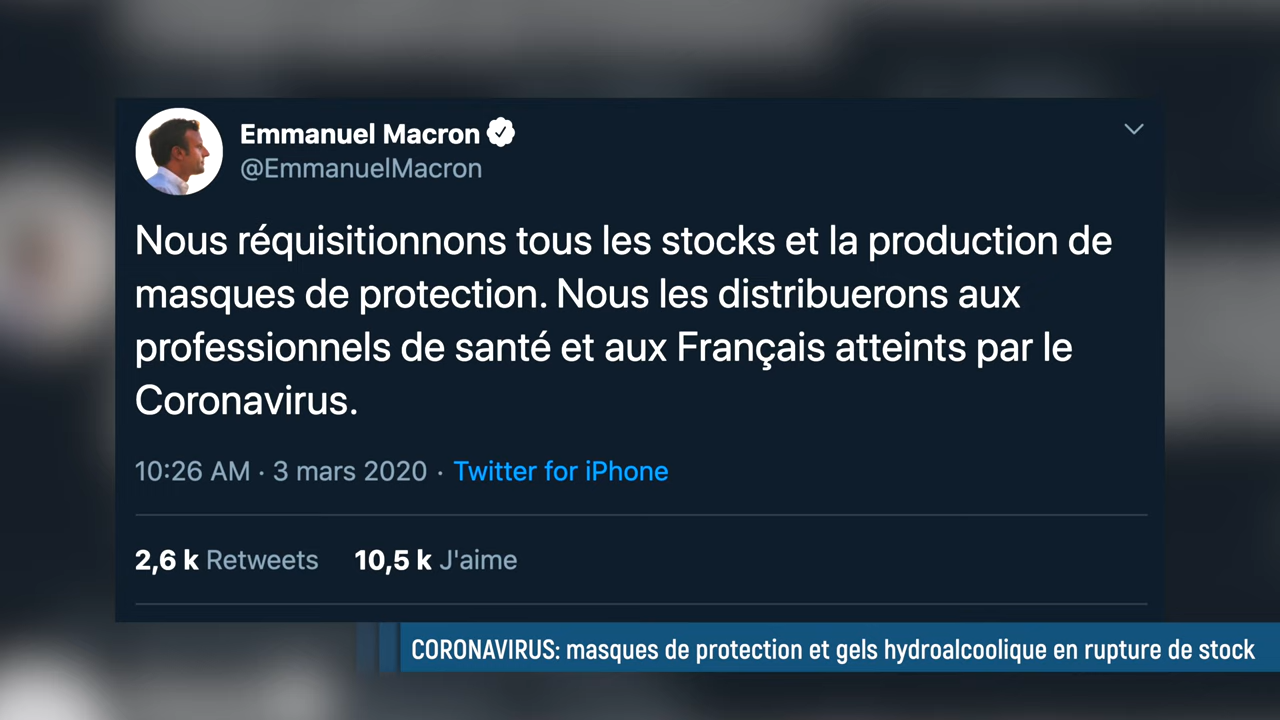 Emmanuel Macron
@EmmanuelMacron
Nous réquisitionnons tous les stocks et la production de
masques de protection. Nous les distribuerons aux
professionnels de santé et aux Français atteints par le
Coronavirus.
10:26 AM · 3 mars 2020 · Twitter for iPhone
2,6 k Retweets 10,5 k J'aime
CORONAVIRUS: masques de protection et gels hydroalcoolique en rupture de stock